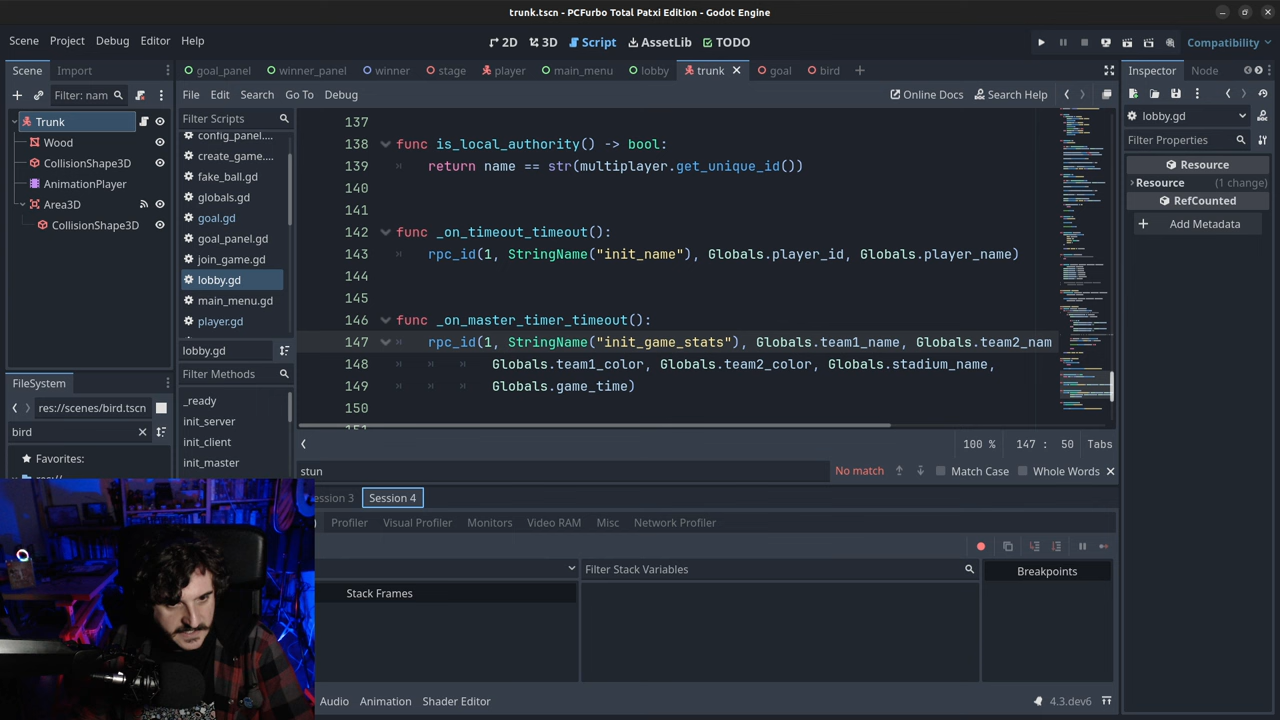 trunk.tscn - PCFurbo Total Patxi Edition - Godot Engine
Scene Project Debug Editor Help
2D 3D Script AssetLib TODO
Compatibility
Scene Import
goal_panel winner_panel winner stage player main_menu lobby trunk goal bird
Inspector Node
Filter: nam
File Edit Search Go To Debug
Online Docs Search Help
lobby.gd
Filter Properties
Resource
Resource (1 change)
RefCounted
Add Metadata
Trunk
Wood
CollisionShape3D
AnimationPlayer
Area3D
CollisionShape3D
Filter Scripts
config_panel....
create_game....
fake_ball.gd
globals.gd
goal.gd
goal_panel.gd
join_game.gd
lobby.gd
main_menu.gd
player.gd
lobby.gd
Filter Methods
_ready
init_server
init_client
init_master
137
138 func is_local_authority() -> bool:
139 return name == str(multiplayer.get_unique_id())
140
141
142 func _on_timeout_timeout():
143 rpc_id(1, StringName("init_name"), Globals.player_id, Globals.player_name)
144
145
146 func _on_master_timer_timeout():
147 rpc_id(1, StringName("init_game_stats"), Globals.team1_name, Globals.team2_nam
148 Globals.team1_color, Globals.team2_color, Globals.stadium_name,
149 Globals.game_time)
150
100 % 147 : 50 Tabs
FileSystem
res://scenes/bird.tscn
bird
Favorites:
stun
No match Match Case Whole Words
ession 3 Session 4
Profiler Visual Profiler Monitors Video RAM Misc Network Profiler
Filter Stack Variables
Breakpoints
Stack Frames
Audio Animation Shader Editor
4.3.dev6